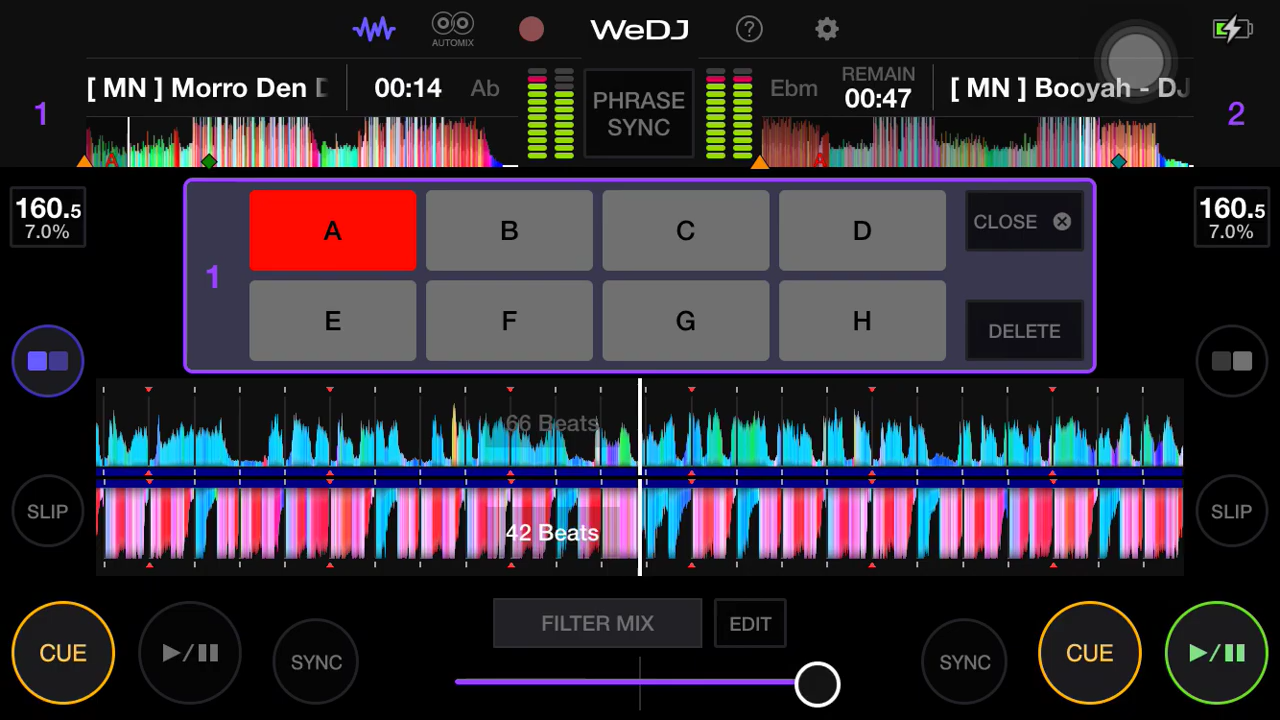 AUTOMIX
WeDJ
?
1
[ MN ] Morro Den D
00:14
Ab
PHRASE
SYNC
Ebm
REMAIN
00:47
[ MN ] Booyah - DJ
2
A
A
160.5
7.0%
160.5
7.0%
1
A
B
C
D
CLOSE
E
F
G
H
DELETE
66 Beats
42 Beats
SLIP
SLIP
CUE
SYNC
FILTER MIX
EDIT
SYNC
CUE